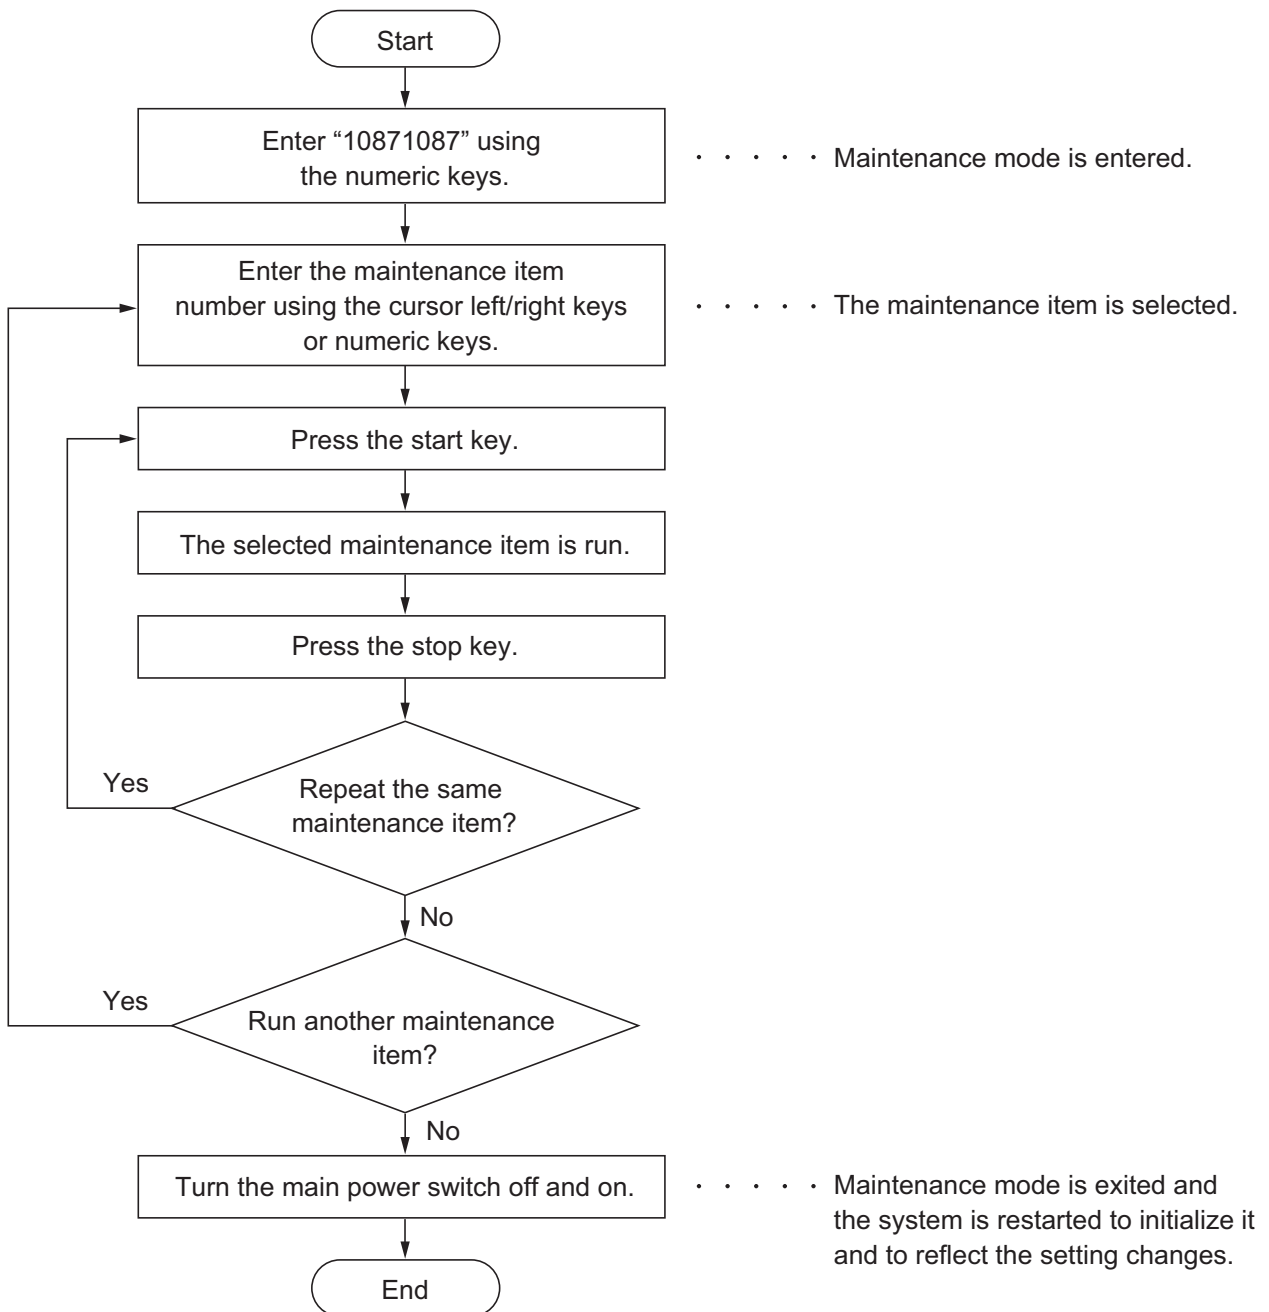 Start
Enter “10871087” using
the numeric keys.
· · · · · Maintenance mode is entered.
Enter the maintenance item
number using the cursor left/right keys
or numeric keys.
· · · · · The maintenance item is selected.
Press the start key.
The selected maintenance item is run.
Press the stop key.
Yes
Repeat the same
maintenance item?
No
Yes
Run another maintenance
item?
No
Turn the main power switch off and on.
· · · · · Maintenance mode is exited and
the system is restarted to initialize it
and to reflect the setting changes.
End